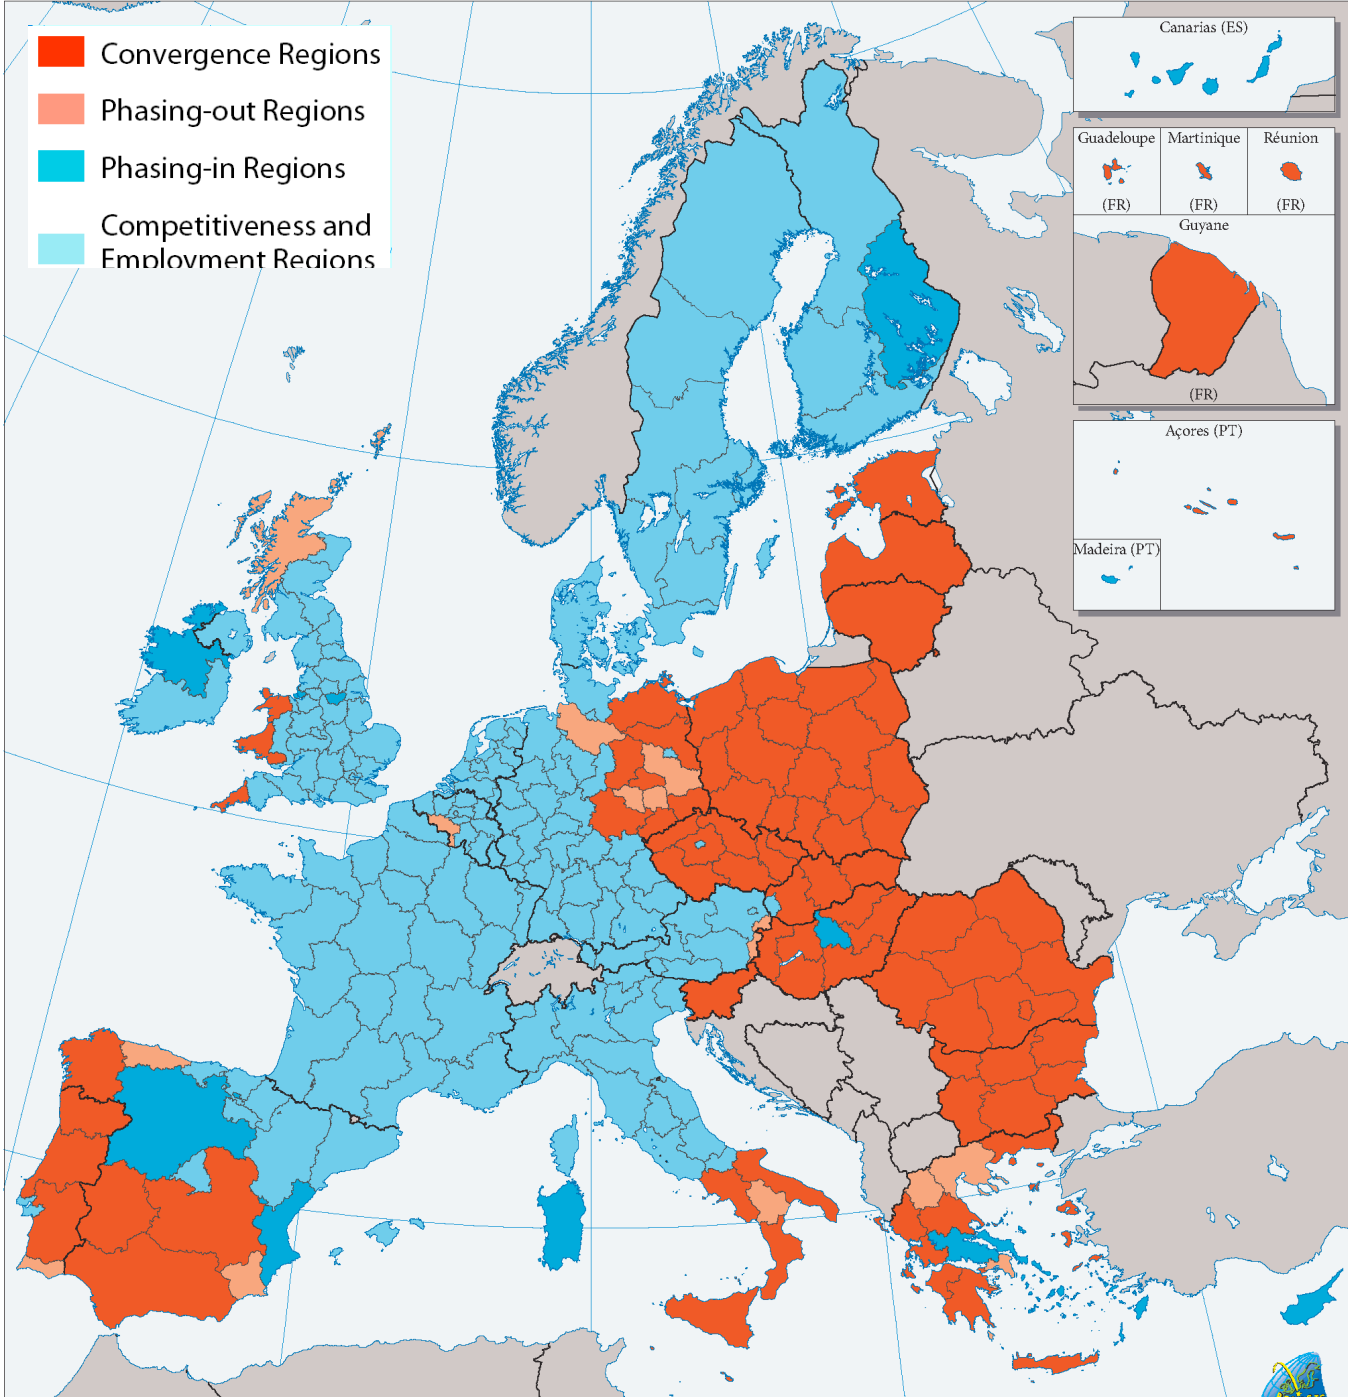 Convergence Regions
Phasing-out Regions
Phasing-in Regions
Competitiveness and
Employment Regions
Canarias (ES)
Guadeloupe
Martinique
Réunion
(FR)
(FR)
(FR)
Guyane
(FR)
Açores (PT)
Madeira (PT)